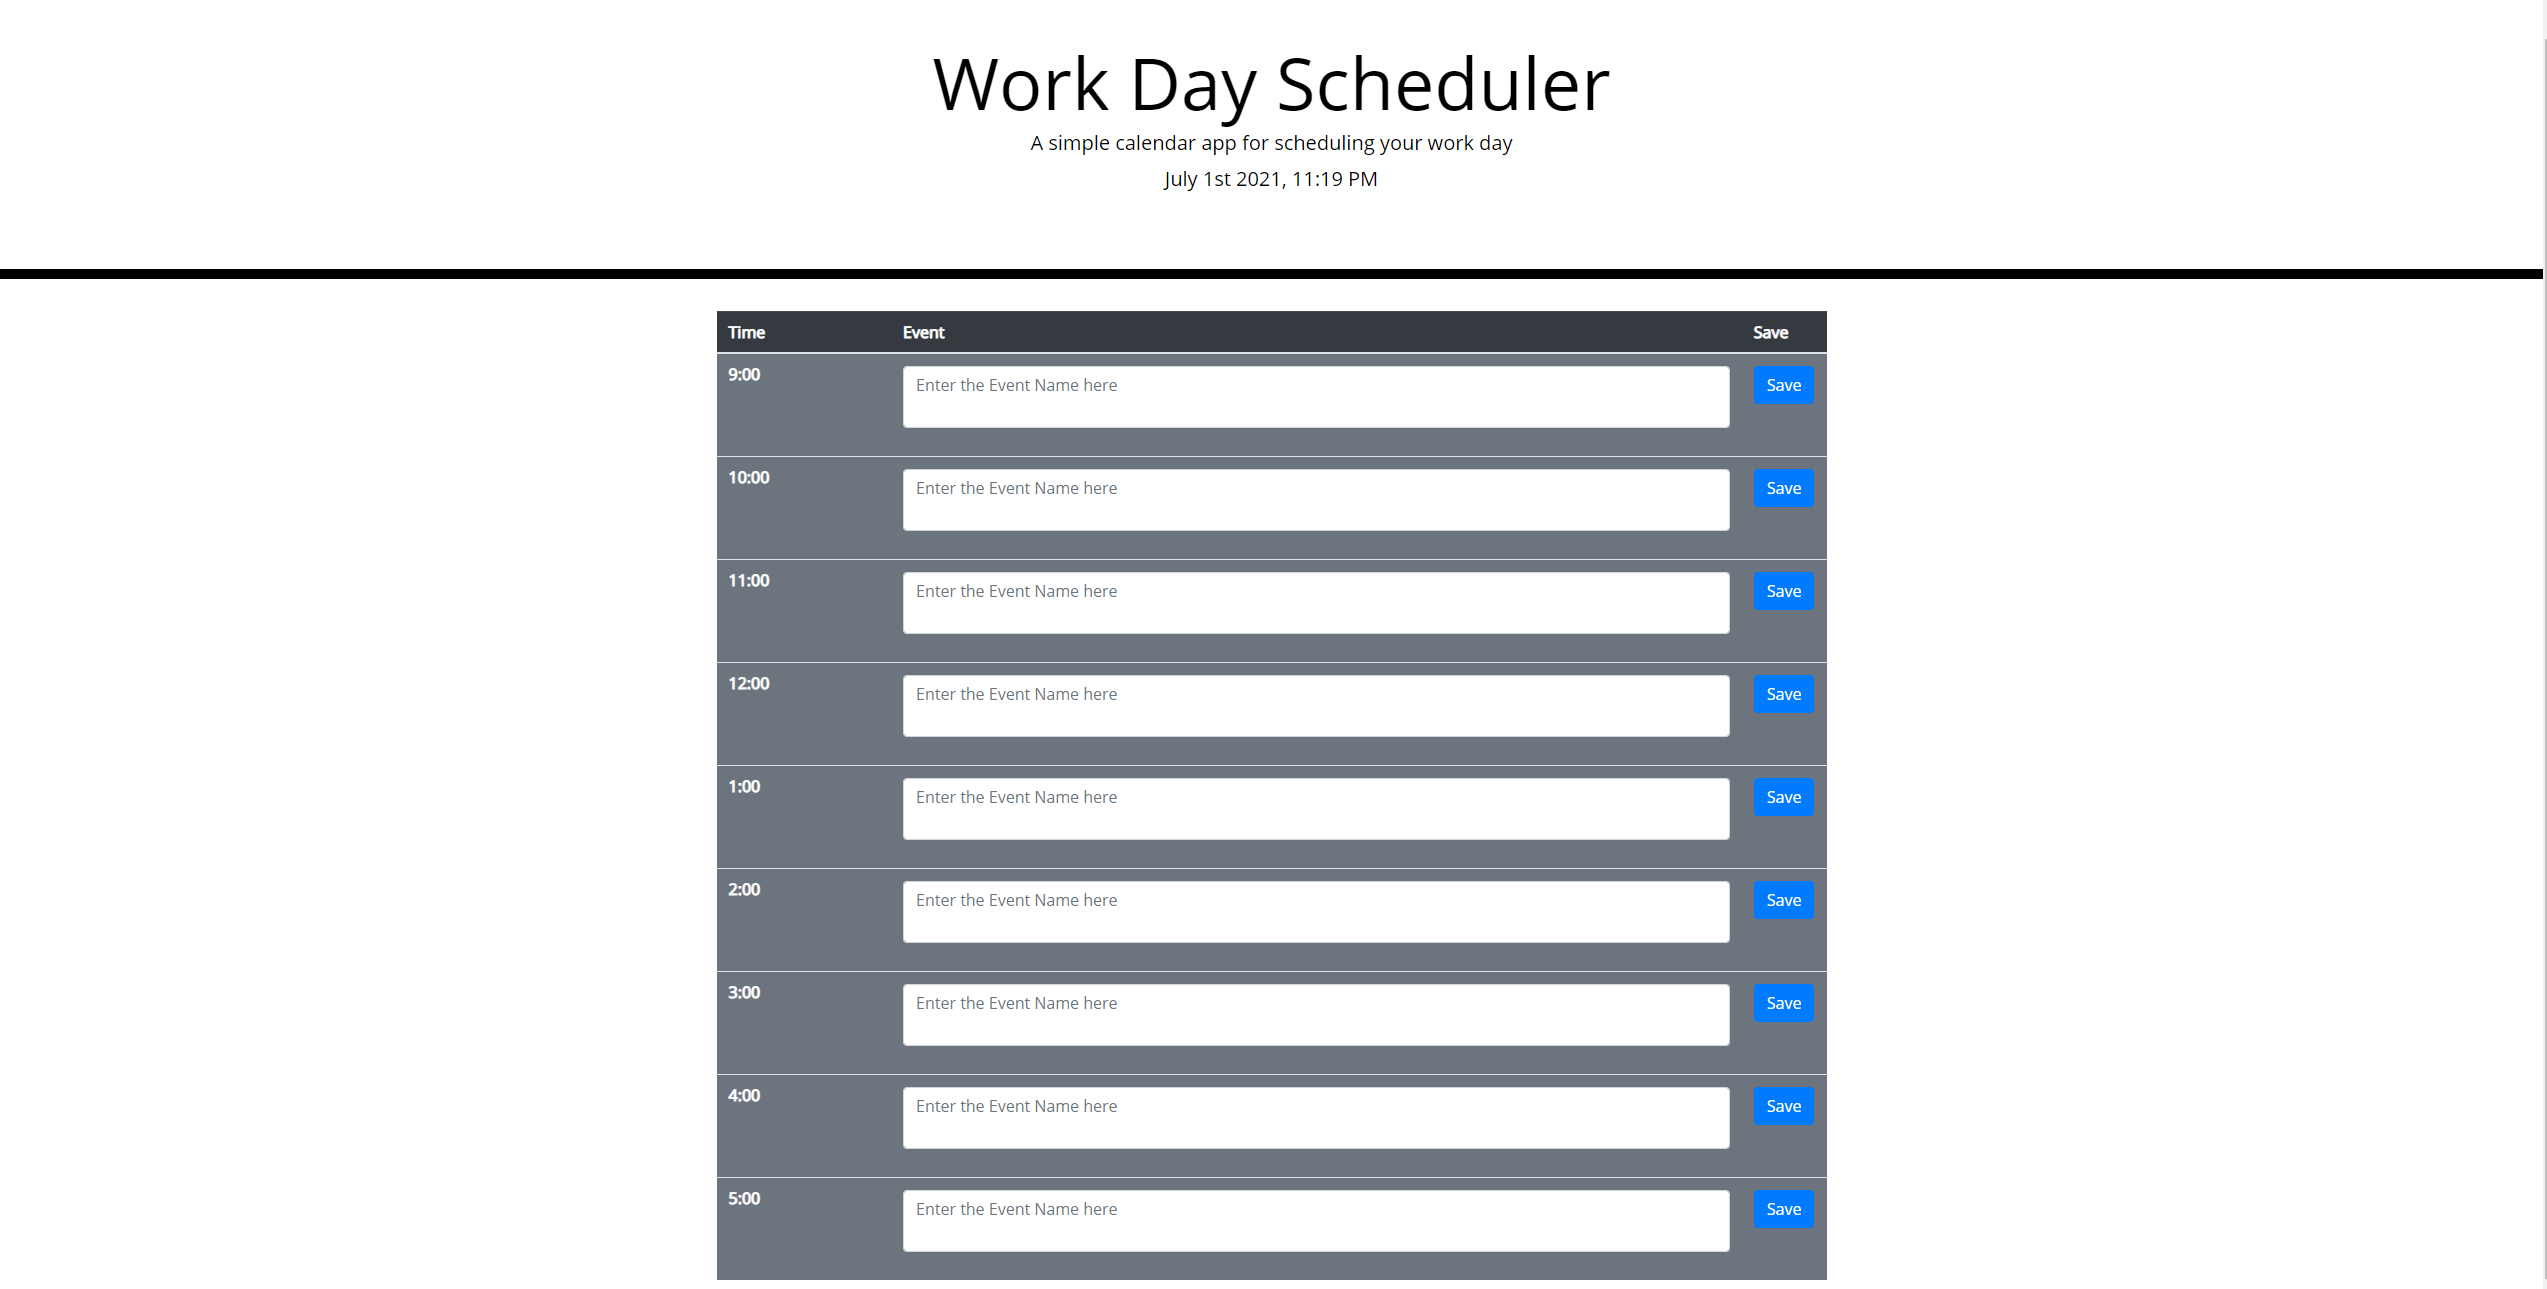 Work Day Scheduler
A simple calendar app for scheduling your work day
July 1st 2021, 11:19 PM
Time Event Save
9:00 Enter the Event Name here Save
10:00 Enter the Event Name here Save
11:00 Enter the Event Name here Save
12:00 Enter the Event Name here Save
1:00 Enter the Event Name here Save
2:00 Enter the Event Name here Save
3:00 Enter the Event Name here Save
4:00 Enter the Event Name here Save
5:00 Enter the Event Name here Save